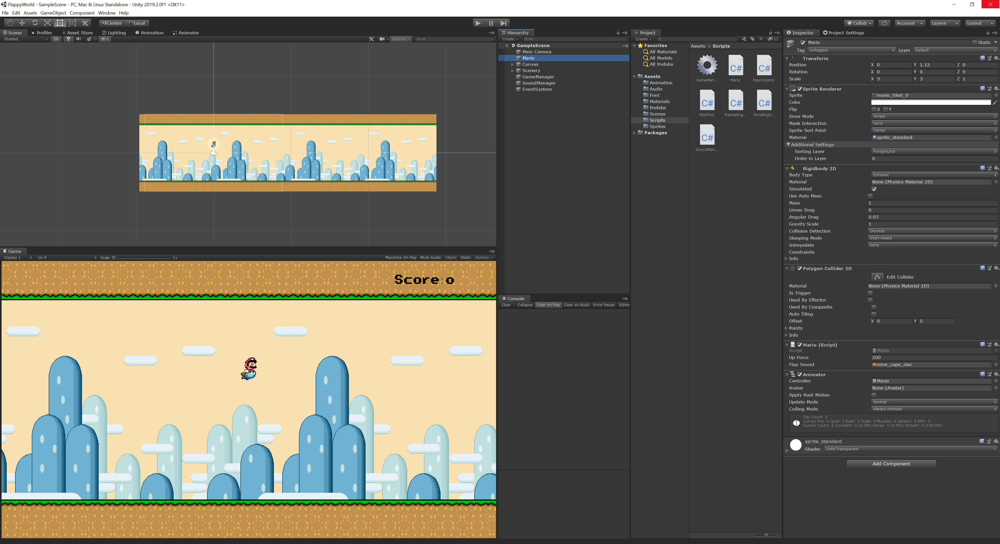 FlappyWorld - SampleScene - PC, Mac & Linux Standalone - Unity 2019.2.0f1 <DX11>
File Edit Assets GameObject Component Window Help
Center Local
Collab Account Layers Layout
Scene Profiler Asset Store Lighting Animation Animator
Shaded 2D 0 Gizmos All
Hierarchy
Create All
SampleScene
Main Camera
Mario
Canvas
Scenery
GameManager
SoundManager
EventSystem
Project
Create 11
Favorites
All Materials
All Models
All Prefabs
Assets
Animation
Audio
Font
Materials
Prefabs
Scenes
Scripts
Sprites
Packages
Assets > Scripts
GameMan... Mario PipeColumn
PipePool Repeating... ScrollingO...
SoundMan...
Inspector Project Settings
Mario Static
Tag Untagged Layer Default
Transform
Position X 0 Y 1.12 Z 0
Rotation X 0 Y 0 Z 0
Scale X 3 Y 3 Z 1
Sprite Renderer
Sprite mario_tiled_0
Color
Flip X Y
Draw Mode Simple
Mask Interaction None
Sprite Sort Point Center
Material sprite_standard
Additional Settings
Sorting Layer Foreground
Order in Layer 0
Rigidbody 2D
Body Type Dynamic
Material None (Physics Material 2D)
Simulated
Use Auto Mass
Mass 1
Linear Drag 0
Angular Drag 0.05
Gravity Scale 1
Collision Detection Discrete
Sleeping Mode Start Awake
Interpolate None
Constraints
Info
Polygon Collider 2D
Edit Collider
Material None (Physics Material 2D)
Is Trigger
Used By Effector
Used By Composite
Auto Tiling
Offset X 0 Y 0
Points
Info
Mario (Script)
Script Mario
Up Force 200
Flap Sound smw_cape_rise
Animator
Controller Mario
Avatar None (Avatar)
Apply Root Motion
Update Mode Normal
Culling Mode Always Animate
Clip Count: 3
Curves Pos: 0 Quat: 0 Euler: 0 Scale: 0 Muscles: 0 Generic: 0 PPtr: 3
Curves Count: 3 Constant: 0 (0.0%) Dense: 0 (0.0%) Stream: 3 (100.0%)
sprite_standard
Shader Unlit/Transparent
Add Component
Game
Display 1 16:9 Scale 1x Maximize On Play Mute Audio VSync Stats Gizmos
Score:0
Console
Clear Collapse Clear on Play Clear on Build Error Pause Editor
C#
C#
C#
C#
C#
C#